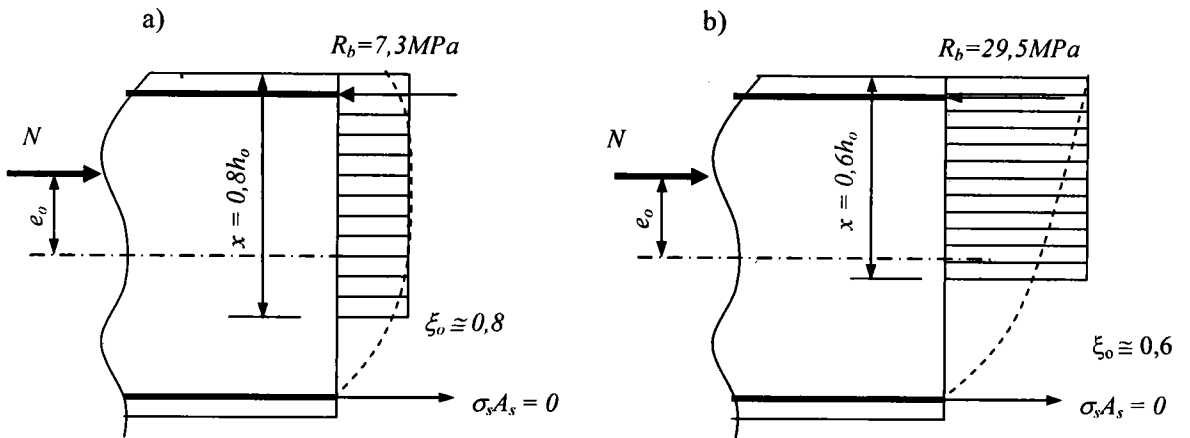 a)
R_b=7,3MPa
N
e_o
x = 0,8h_o
ξ_o ≅ 0,8
σ_sA_s = 0
b)
R_b=29,5MPa
N
e_o
x = 0,6h_o
ξ_o ≅ 0,6
σ_sA_s = 0